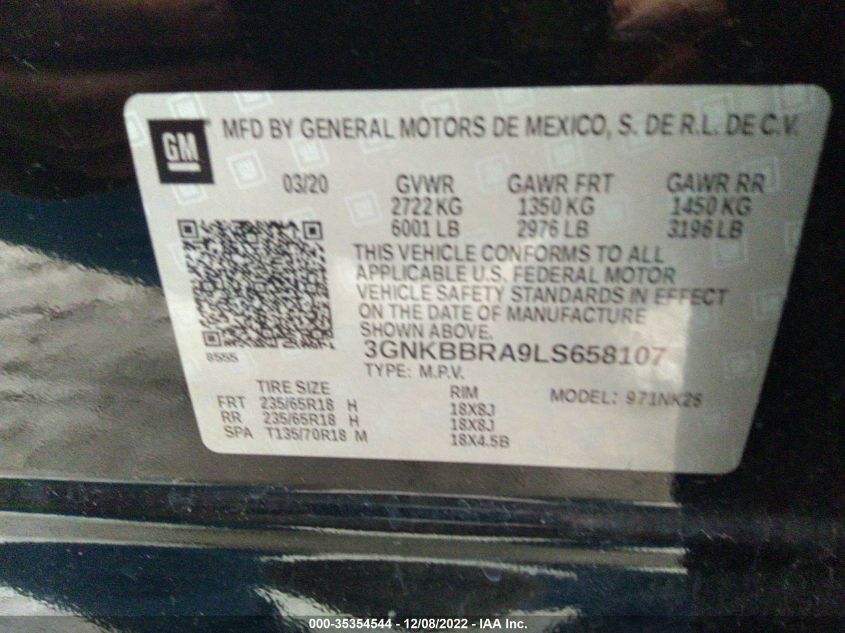 GM
MFD BY GENERAL MOTORS DE MEXICO, S. DE R.L. DE C.V.
03/20 GVWR GAWR FRT GAWR RR
2722 KG 1350 KG 1450 KG
6001 LB 2976 LB 3196 LB
THIS VEHICLE CONFORMS TO ALL
APPLICABLE U.S. FEDERAL MOTOR
VEHICLE SAFETY STANDARDS IN EFFECT
ON THE DATE OF MANUFACTURE
SHOWN ABOVE.
8555
3GNKBBRA9LS658107
TYPE: M.P.V.
TIRE SIZE RIM MODEL: 971NK26
FRT 235/65R18 H 18X8J
RR 235/65R18 H 18X8J
SPA T135/70R18 M 18X4.5B
000-35354544 - 12/08/2022 - IAA Inc.